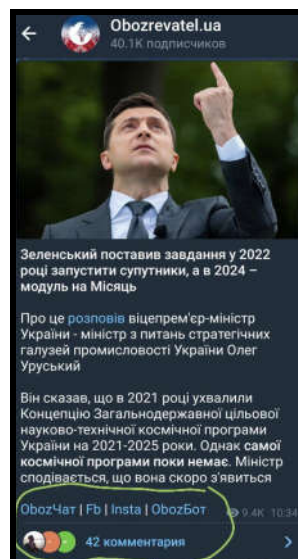 Obozrevatel.ua
40.1K подписчиков
Зеленський поставив завдання у 2022
році запустити супутники, а в 2024 –
модуль на Місяць
Про це розповів віцепрем'єр-міністр
України - міністр з питань стратегічних
галузей промисловості України Олег
Уруський
Він сказав, що в 2021 році ухвалили
Концепцію Загальнодержавної цільової
науково-технічної космічної програми
України на 2021-2025 роки. Однак самої
космічної програми поки немає. Міністр
сподівається, що вона скоро з'явиться
ObozЧат | Fb | Insta | ObozБот
9.4K 10:34
42 комментария